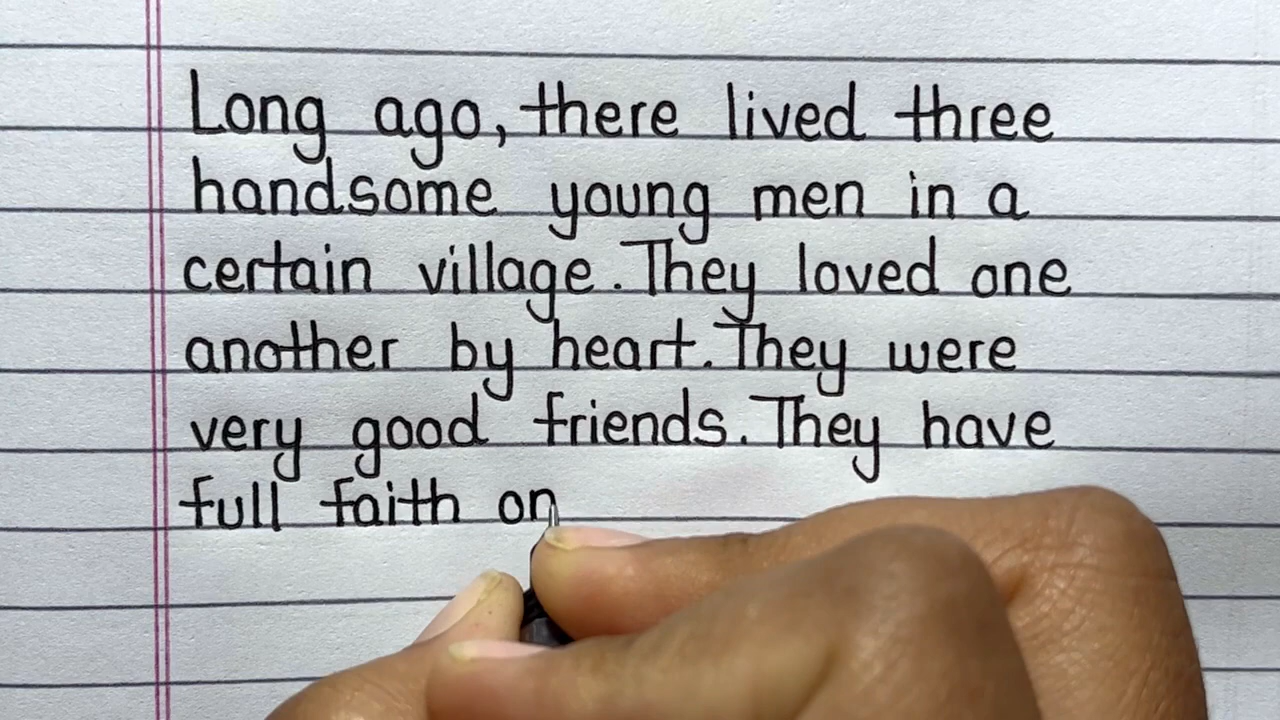 Long ago, there lived three
handsome young men in a
certain village. They loved one
another by heart. They were
very good friends. They have
full faith on